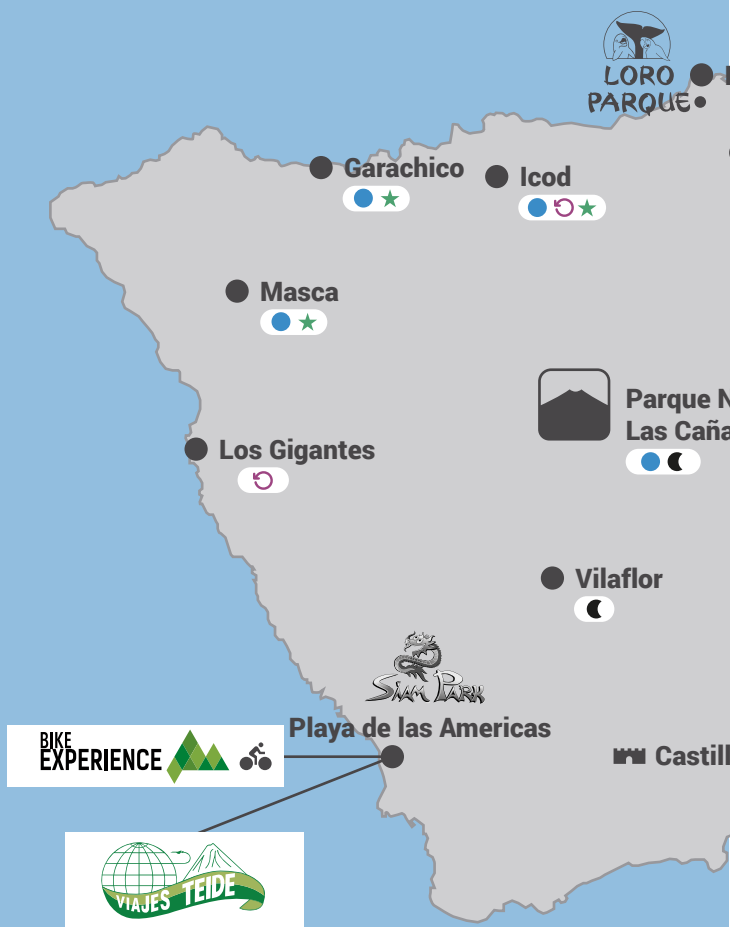 LORO
PARQUE
Garachico
Icod
Masca
Parque N
Las Caña
Los Gigantes
Vilaflor
SIAM PARK
Playa de las Americas
BIKE
EXPERIENCE
Castill
VIAJES TEIDE